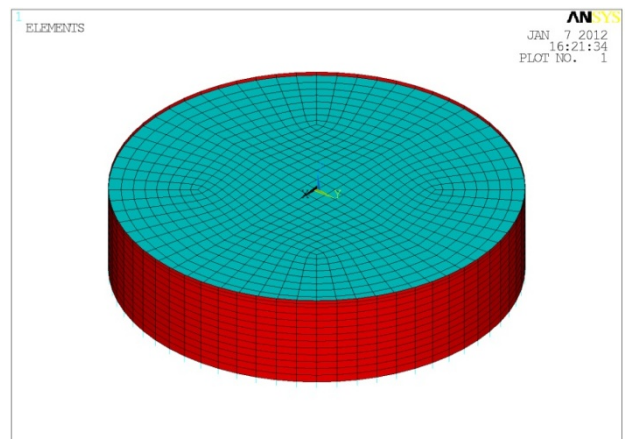 1
ELEMENTS
ANSYS
JAN 7 2012
16:21:34
PLOT NO. 1
X
Y